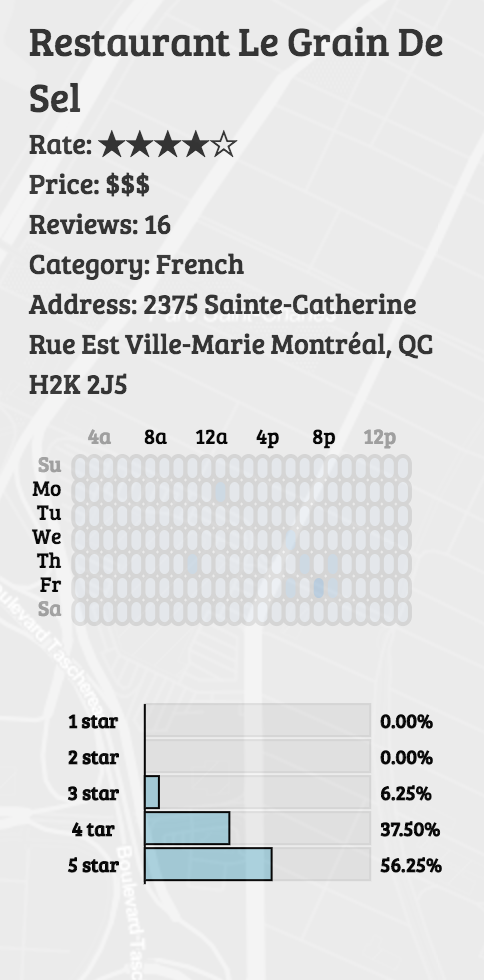 Restaurant Le Grain De
Sel
Rate: ★★★★☆
Price: $$$
Reviews: 16
Category: French
Address: 2375 Sainte-Catherine
Rue Est Ville-Marie Montréal, QC
H2K 2J5
4a 8a 12a 4p 8p 12p
Su
Mo
Tu
We
Th
Fr
Sa
1 star 0.00%
2 star 0.00%
3 star 6.25%
4 tar 37.50%
5 star 56.25%
Boulevard Tasc